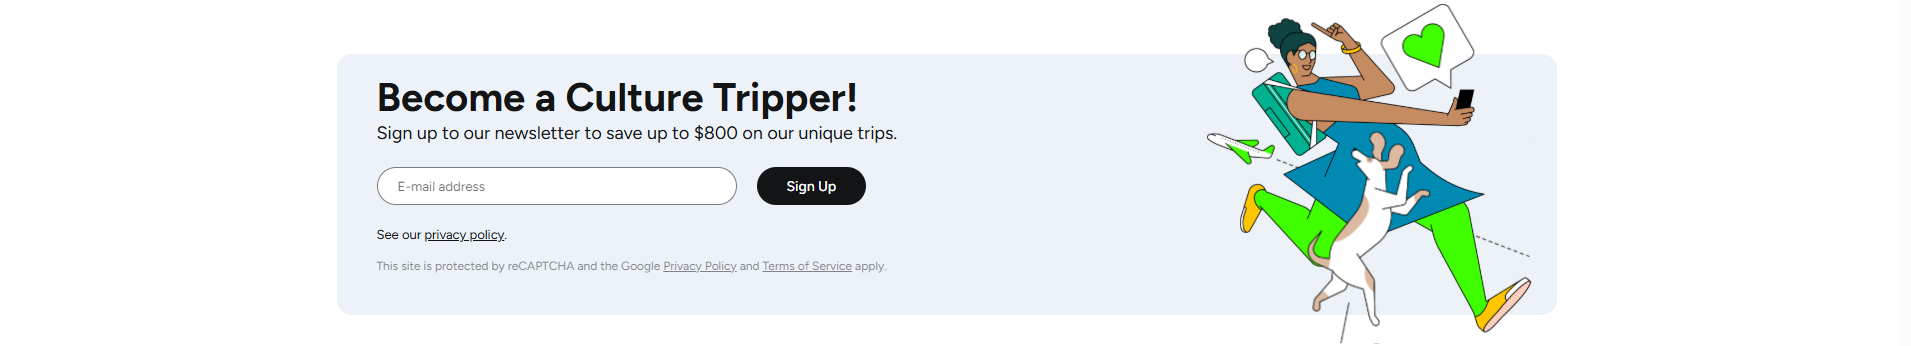 Become a Culture Tripper!
Sign up to our newsletter to save up to $800 on our unique trips.
E-mail address
Sign Up
See our privacy policy.
This site is protected by reCAPTCHA and the Google Privacy Policy and Terms of Service apply.